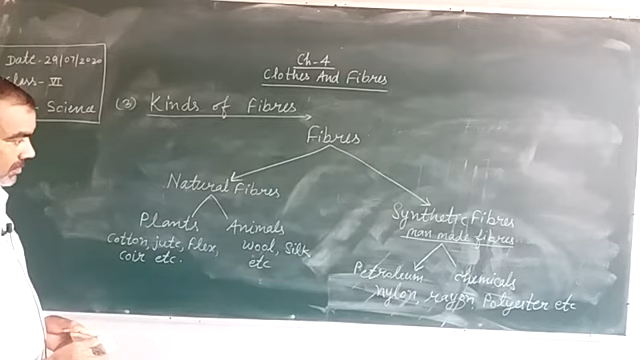 Date - 29/07/2020
Class - VI
Science
Ch-4
Clothes And Fibres
(3) Kinds of Fibres
Fibres
Natural Fibres
Synthetic Fibres
man made fibres
Plants
Animals
Cotton, jute, Flex,
coir etc.
Wool, Silk
etc
Petroleum
chemicals
nylon, rayon, Polyester etc